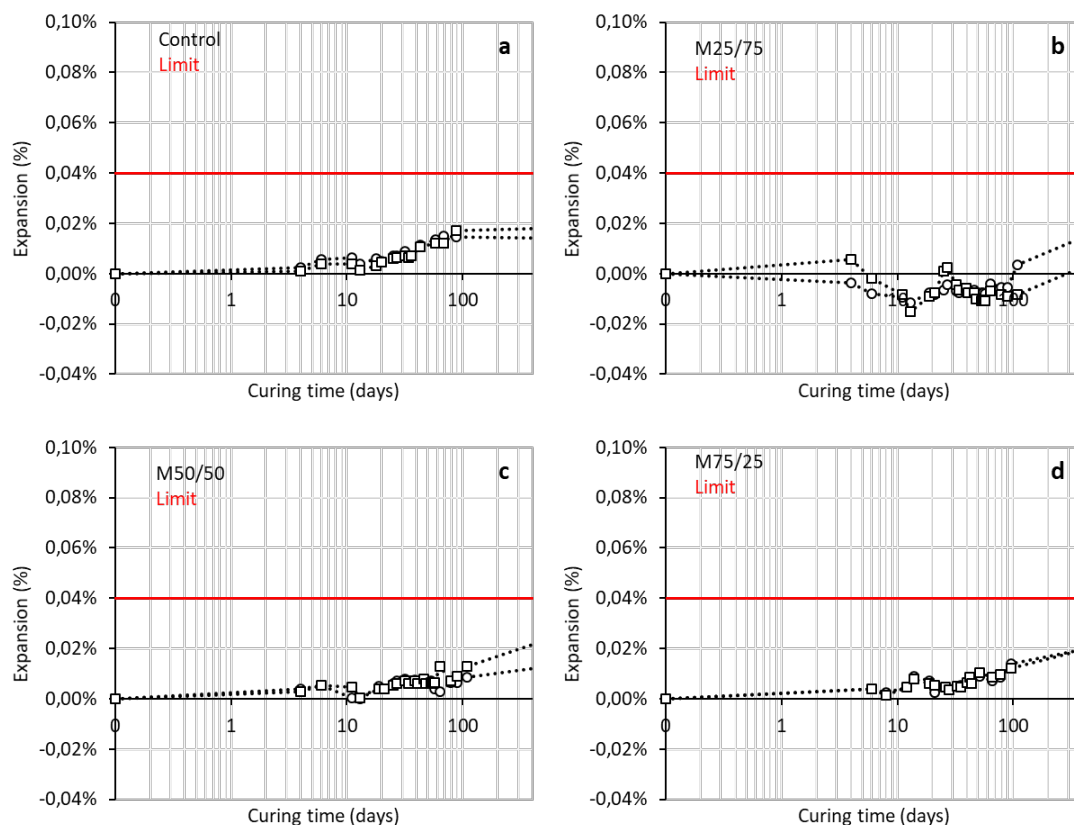 0,10%
Control
a
Limit
0,08%
0,06%
0,04%
0,02%
0,00%
-0,02%
-0,04%
0
1
10
100
Expansion (%)
Curing time (days)
0,10%
M25/75
b
Limit
0,08%
0,06%
0,04%
0,02%
0,00%
-0,02%
-0,04%
0
1
10
100
Expansion (%)
Curing time (days)
0,10%
M50/50
c
Limit
0,08%
0,06%
0,04%
0,02%
0,00%
-0,02%
-0,04%
0
1
10
100
Expansion (%)
Curing time (days)
0,10%
M75/25
d
Limit
0,08%
0,06%
0,04%
0,02%
0,00%
-0,02%
-0,04%
0
1
10
100
Expansion (%)
Curing time (days)